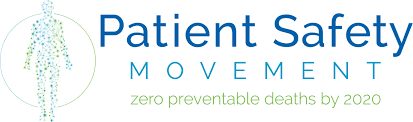 Patient Safety
MOVEMENT
zero preventable deaths by 2020